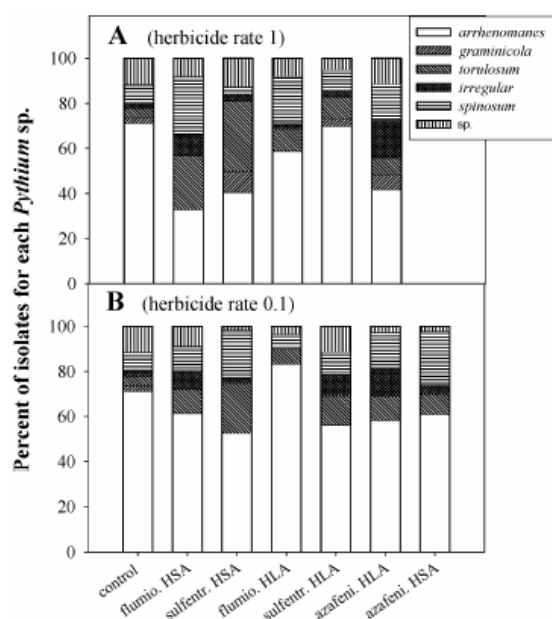 A (herbicide rate 1)
arrhenomanes
graminicola
torulosum
irregular
spinosum
sp.
100
80
60
40
20
0
B (herbicide rate 0.1)
100
80
60
40
20
0
Percent of isolates for each Pythium sp.
control
flumio. HSA
sulfentr. HSA
flumio. HLA
sulfentr. HLA
azafeni. HLA
azafeni. HSA